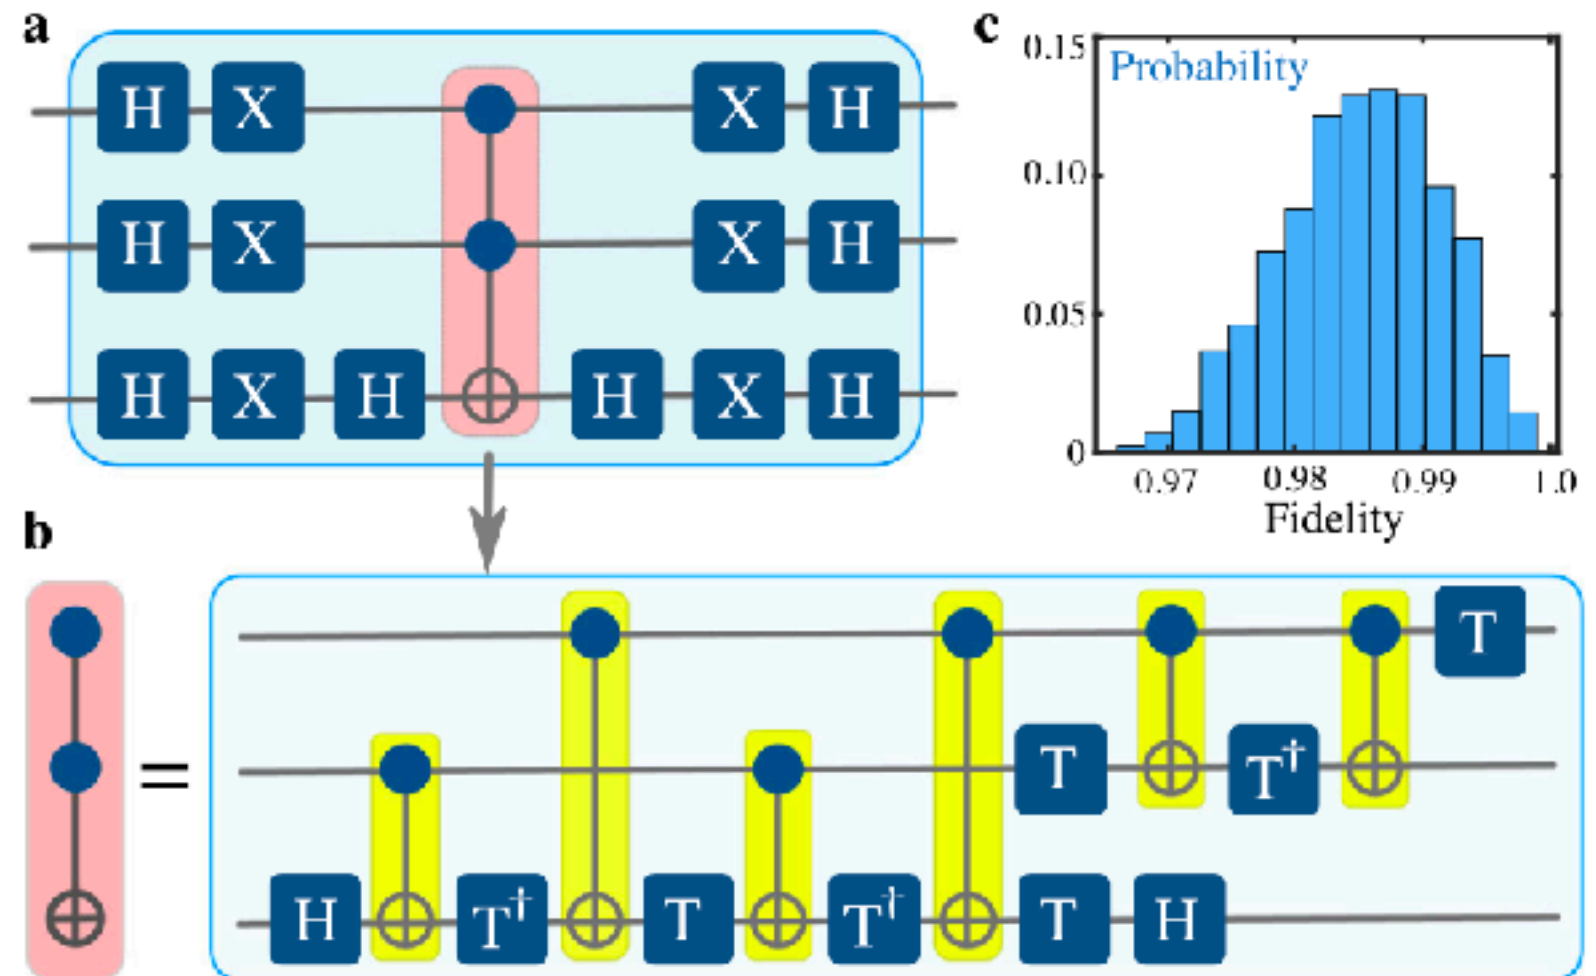 a
H X X H
H X X H
H X H H X H
c
Probability
0.15
0.10
0.05
0
0.97 0.98 0.99 1.0
Fidelity
b
=
T
T T†
H T† T T† T H